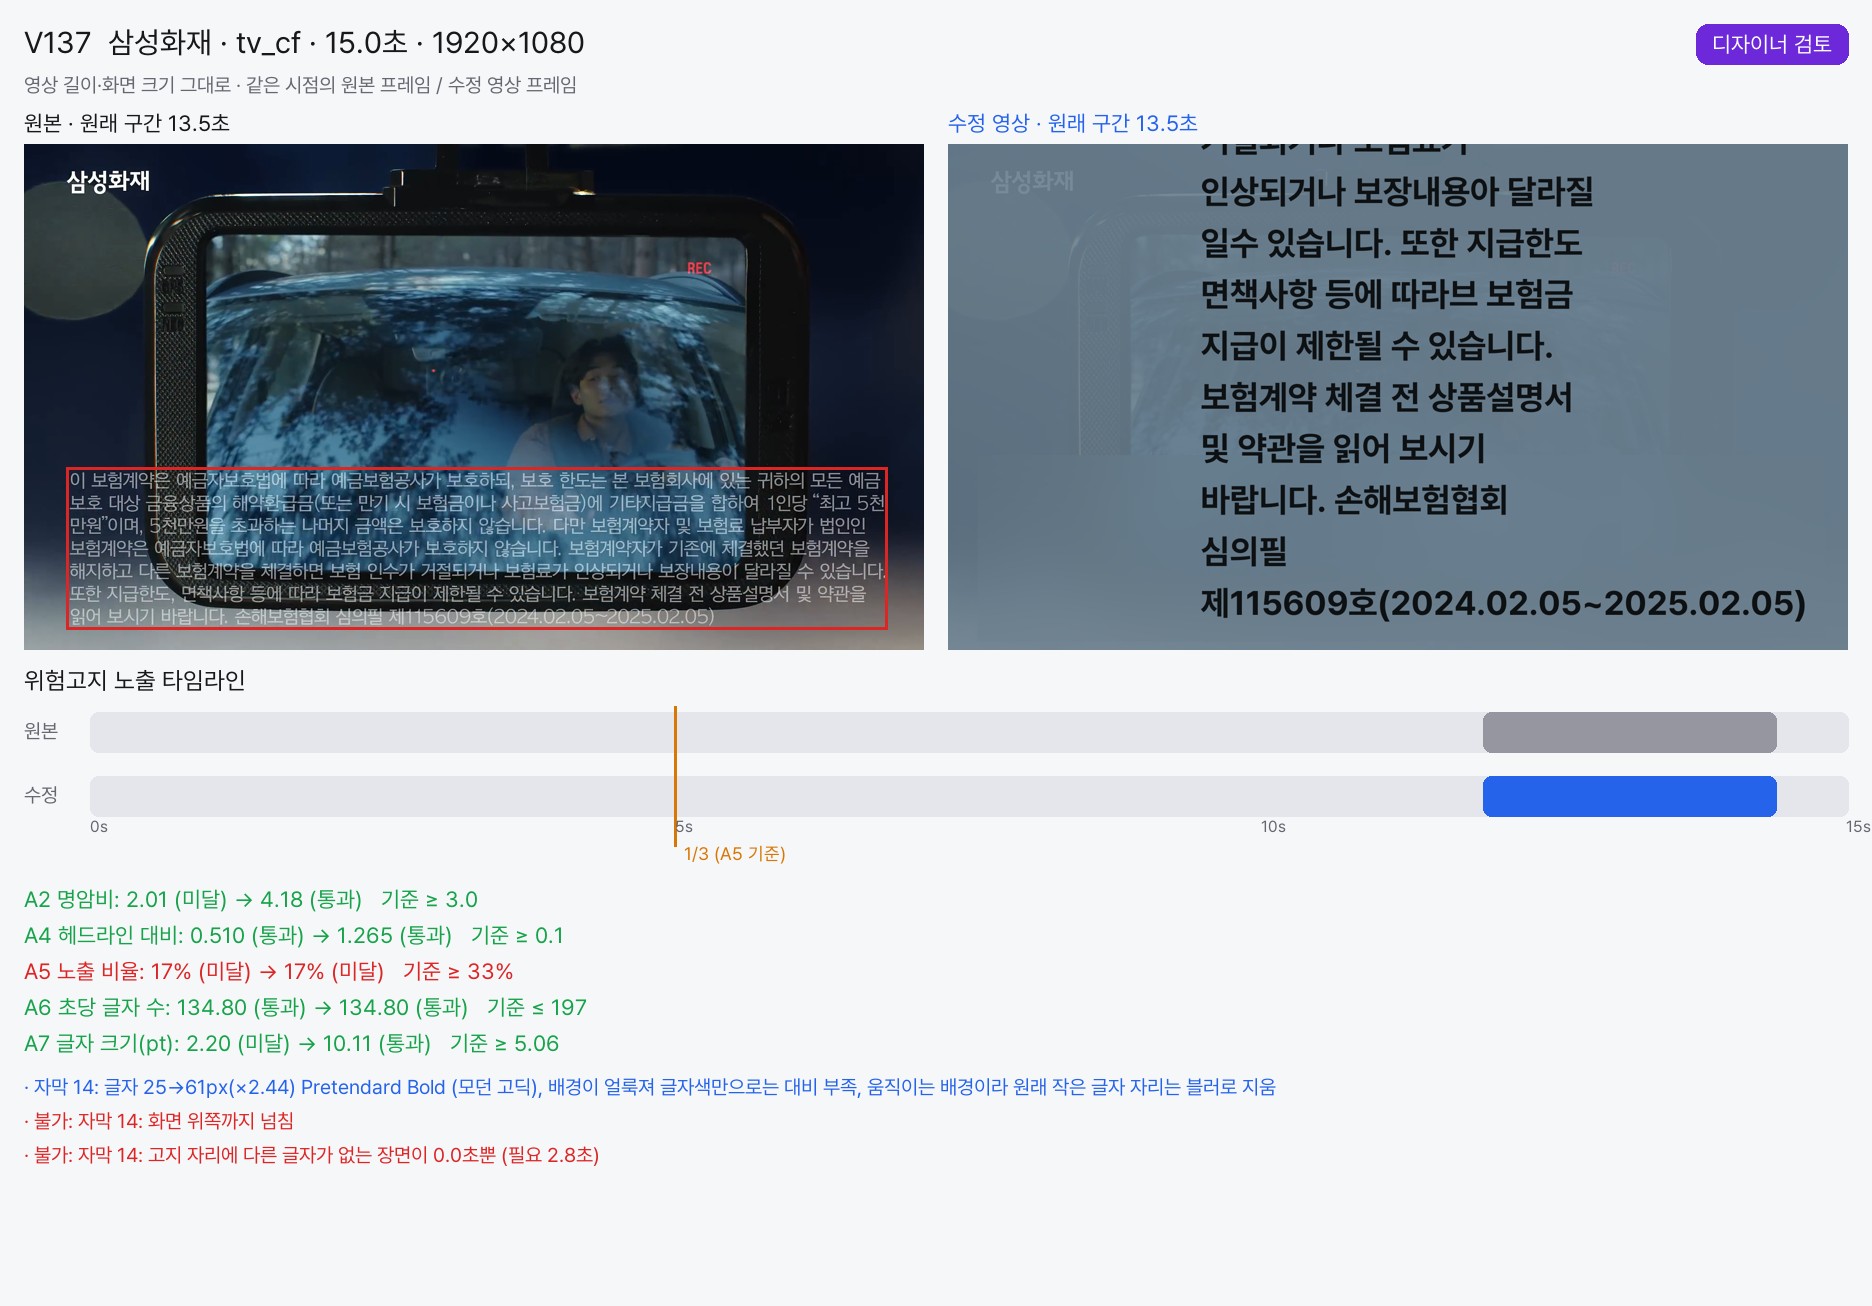 V137 삼성화재 · tv_cf · 15.0초 · 1920×1080
디자이너 검토
영상 길이·화면 크기 그대로 · 같은 시점의 원본 프레임 / 수정 영상 프레임
원본 · 원래 구간 13.5초
삼성화재
REC
이 보험계약은 예금자보호법에 따라 예금보험공사가 보호하되, 보호 한도는 본 보험회사에 있는 귀하의 모든 예금
보호 대상 금융상품의 해약환급금(또는 만기 시 보험금이나 사고보험금)에 기타지급금을 합하여 1인당 “최고 5천
만원”이며, 5천만원을 초과하는 나머지 금액은 보호하지 않습니다. 다만 보험계약자 및 보험료 납부자가 법인인
보험계약은 예금자보호법에 따라 예금보험공사가 보호하지 않습니다. 보험계약자가 기존에 체결했던 보험계약을
해지하고 다른 보험계약을 체결하면 보험 인수가 거절되거나 보험료가 인상되거나 보장내용이 달라질 수 있습니다.
또한 지급한도, 면책사항 등에 따라 보험금 지급이 제한될 수 있습니다. 보험계약 체결 전 상품설명서 및 약관을
읽어 보시기 바랍니다. 손해보험협회 심의필 제115609호(2024.02.05~2025.02.05)
수정 영상 · 원래 구간 13.5초
삼성화재
거절되거나 보험료가
인상되거나 보장내용아 달라질
일수 있습니다. 또한 지급한도
면책사항 등에 따라브 보험금
지급이 제한될 수 있습니다.
보험계약 체결 전 상품설명서
및 약관을 읽어 보시기
바랍니다. 손해보험협회
심의필
제115609호(2024.02.05~2025.02.05)
위험고지 노출 타임라인
원본
수정
0s 5s 10s 15s
1/3 (A5 기준)
A2 명암비: 2.01 (미달) → 4.18 (통과) 기준 ≥ 3.0
A4 헤드라인 대비: 0.510 (통과) → 1.265 (통과) 기준 ≥ 0.1
A5 노출 비율: 17% (미달) → 17% (미달) 기준 ≥ 33%
A6 초당 글자 수: 134.80 (통과) → 134.80 (통과) 기준 ≤ 197
A7 글자 크기(pt): 2.20 (미달) → 10.11 (통과) 기준 ≥ 5.06
· 자막 14: 글자 25→61px(×2.44) Pretendard Bold (모던 고딕), 배경이 얼룩져 글자색만으로는 대비 부족, 움직이는 배경이라 원래 작은 글자 자리는 블러로 지움
· 불가: 자막 14: 화면 위쪽까지 넘침
· 불가: 자막 14: 고지 자리에 다른 글자가 없는 장면이 0.0초뿐 (필요 2.8초)